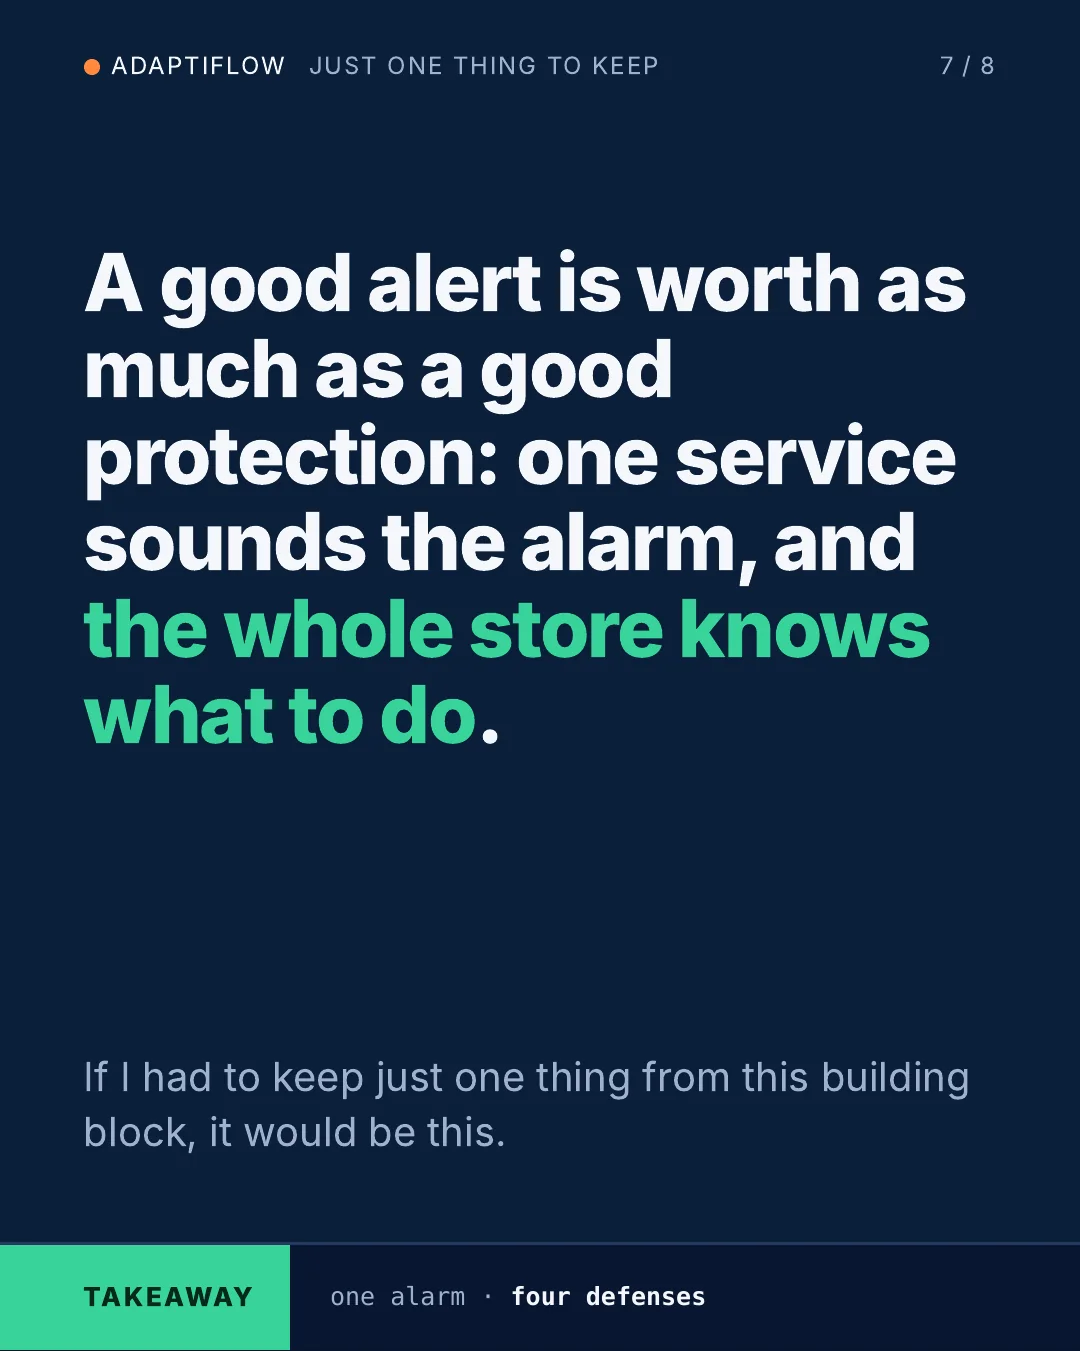 ADAPTIFLOW JUST ONE THING TO KEEP 7 / 8
A good alert is worth as
much as a good
protection: one service
sounds the alarm, and
the whole store knows
what to do.
If I had to keep just one thing from this building
block, it would be this.
TAKEAWAY one alarm · four defenses